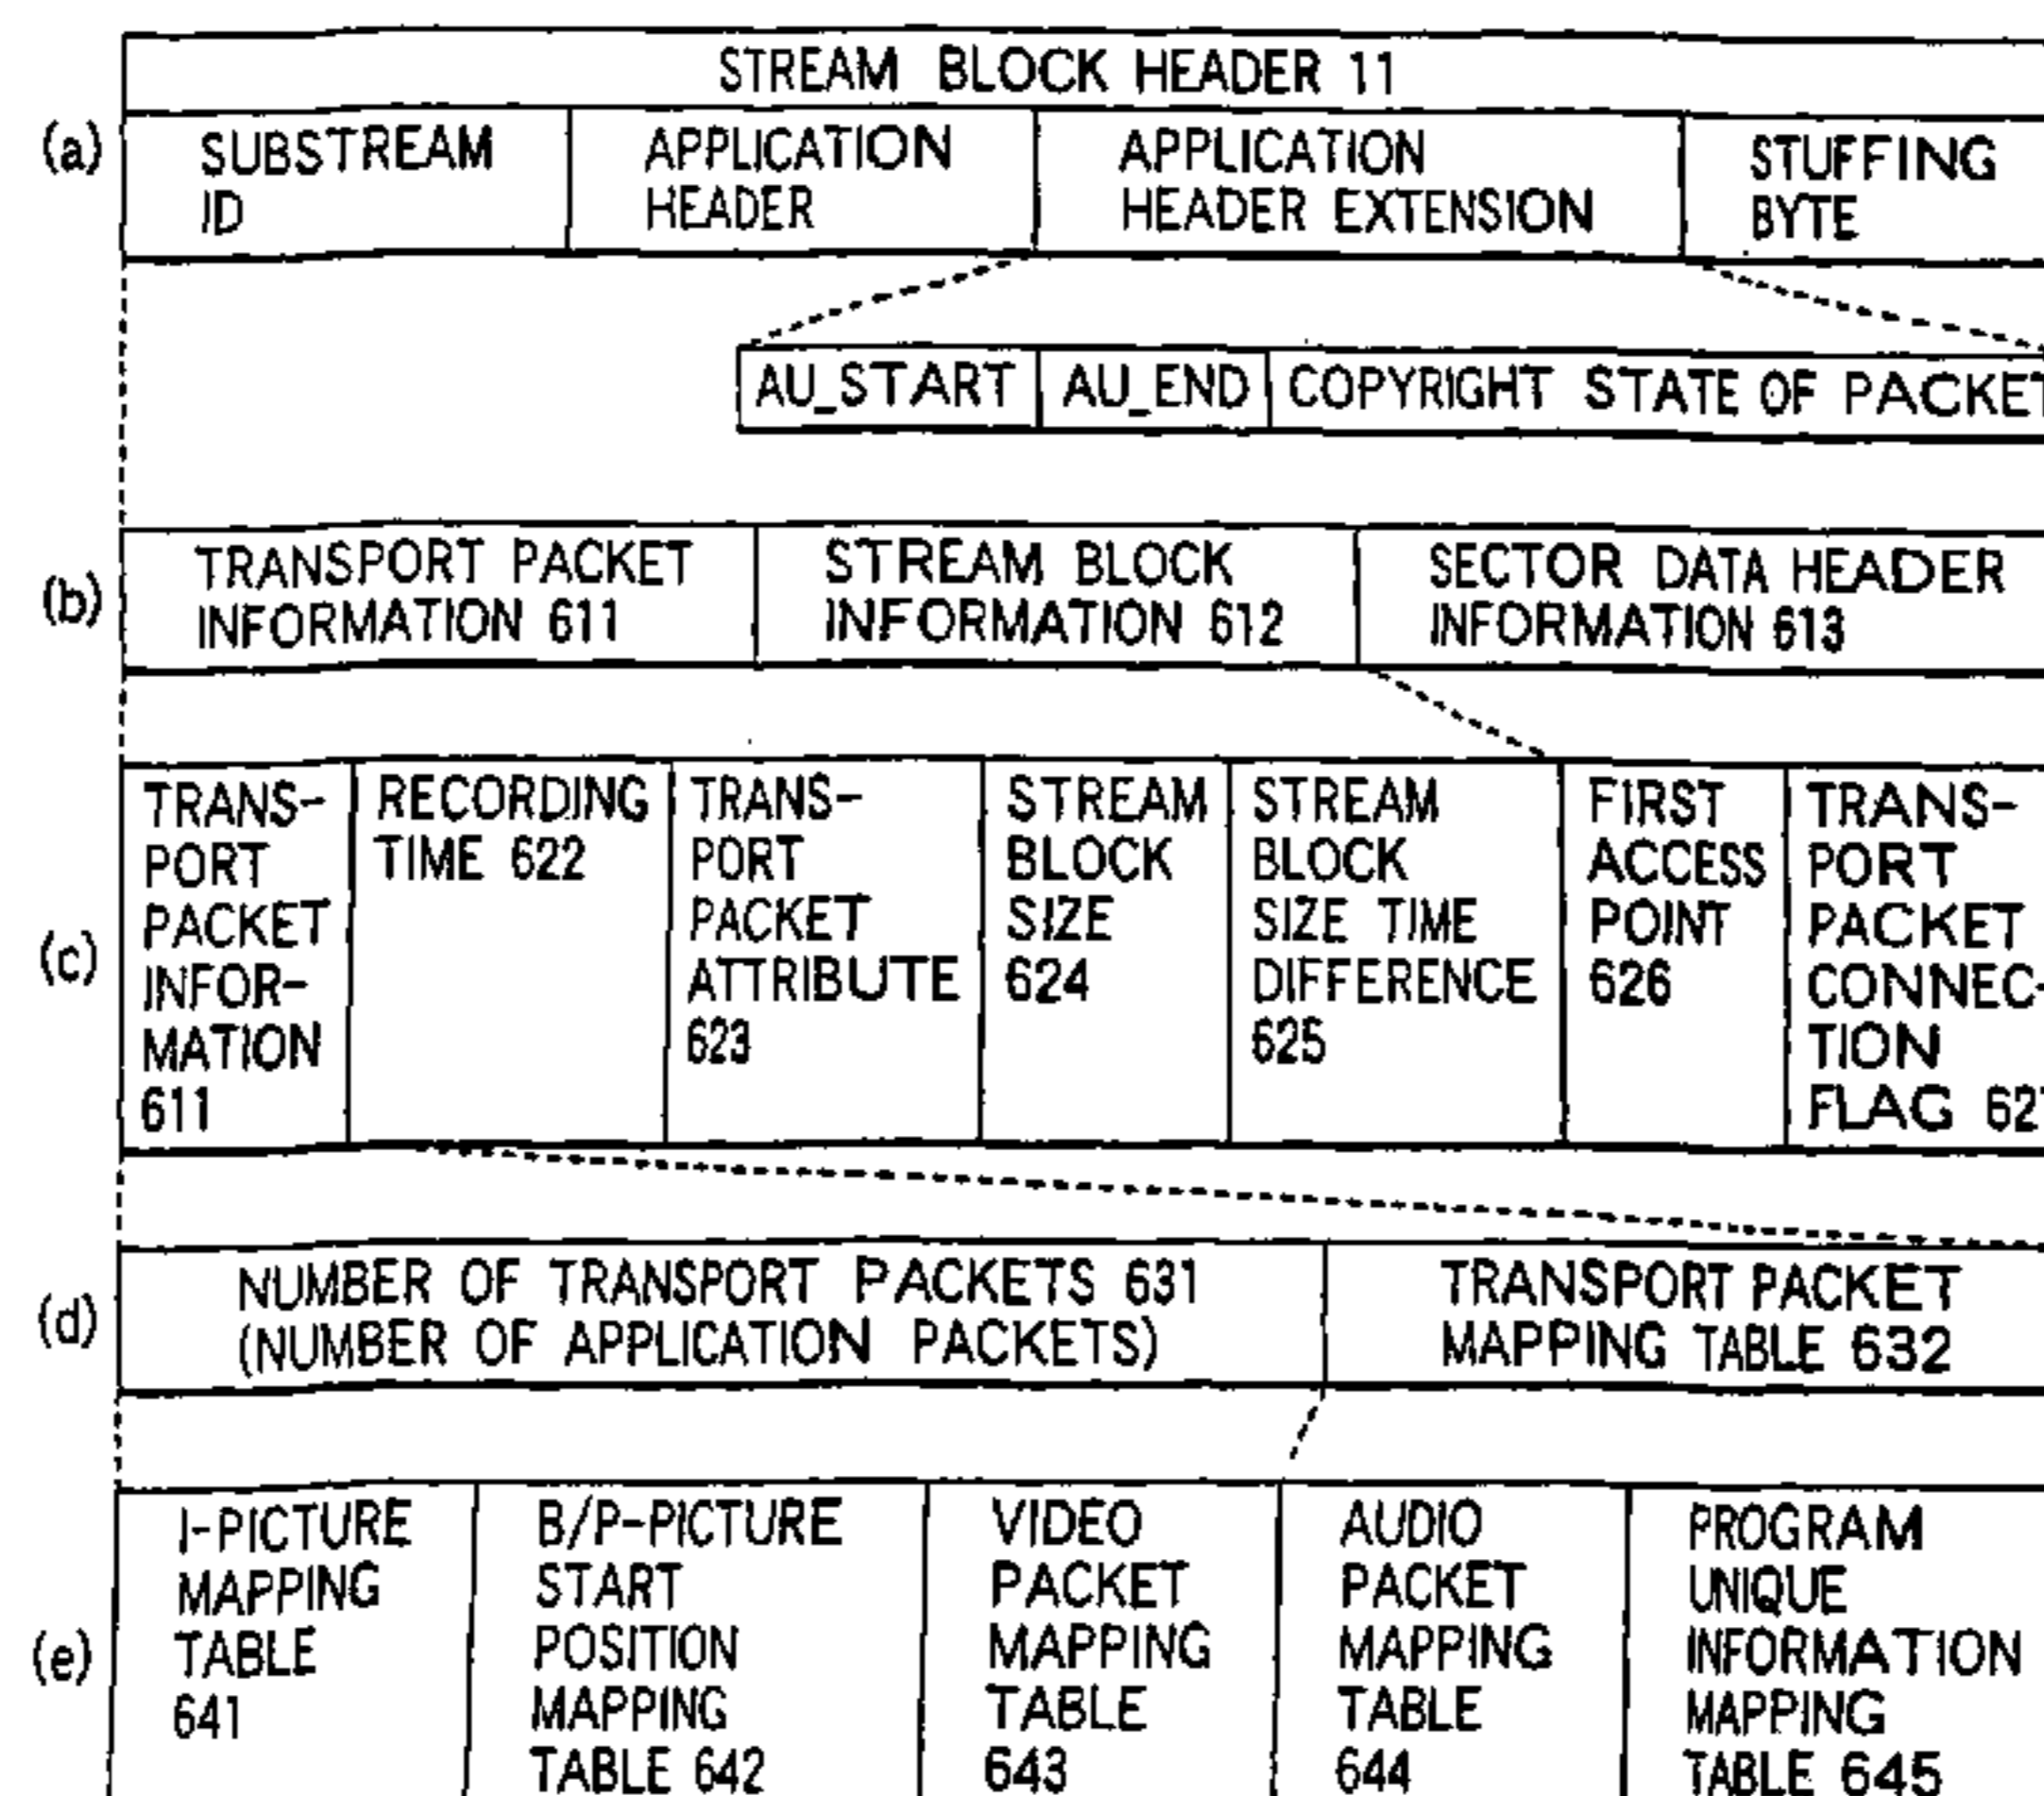 STREAM BLOCK HEADER 11
(a)
SUBSTREAM
ID
APPLICATION
HEADER
APPLICATION
HEADER EXTENSION
STUFFING
BYTE
AU_START
AU_END
COPYRIGHT STATE OF PACKET
(b)
TRANSPORT PACKET
INFORMATION 611
STREAM BLOCK
INFORMATION 612
SECTOR DATA HEADER
INFORMATION 613
(c)
TRANS-
PORT
PACKET
INFOR-
MATION
611
RECORDING
TIME 622
TRANS-
PORT
PACKET
ATTRIBUTE
623
STREAM
BLOCK
SIZE
624
STREAM
BLOCK
SIZE TIME
DIFFERENCE
625
FIRST
ACCESS
POINT
626
TRANS-
PORT
PACKET
CONNEC-
TION
FLAG 627
(d)
NUMBER OF TRANSPORT PACKETS 631
(NUMBER OF APPLICATION PACKETS)
TRANSPORT PACKET
MAPPING TABLE 632
(e)
I-PICTURE
MAPPING
TABLE
641
B/P-PICTURE
START
POSITION
MAPPING
TABLE 642
VIDEO
PACKET
MAPPING
TABLE
643
AUDIO
PACKET
MAPPING
TABLE
644
PROGRAM
UNIQUE
INFORMATION
MAPPING
TABLE 645